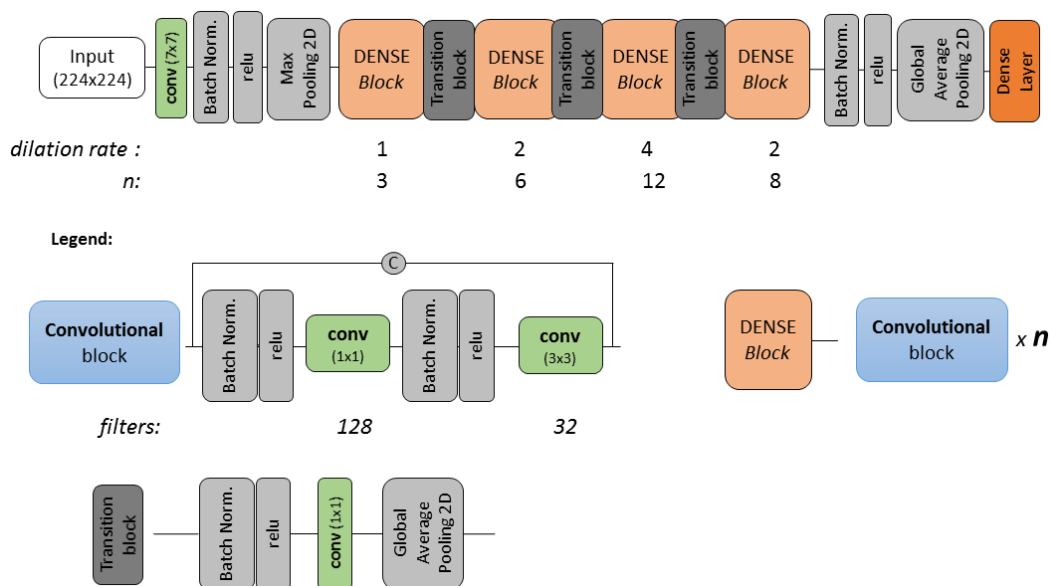 Input
(224x224)
conv (7x7)
Batch Norm.
relu
Max
Pooling 2D
DENSE
Block
Transition
block
DENSE
Block
Transition
block
DENSE
Block
Transition
block
DENSE
Block
Batch Norm.
relu
Global
Average
Pooling 2D
Dense
Layer
dilation rate : 1 2 4 2
n: 3 6 12 8
Legend:
C
Convolutional
block
Batch Norm.
relu
conv
(1x1)
Batch Norm.
relu
conv
(3x3)
DENSE
Block
Convolutional
block
x n
filters: 128 32
Transition
block
Batch Norm.
relu
conv (1x1)
Global
Average
Pooling 2D